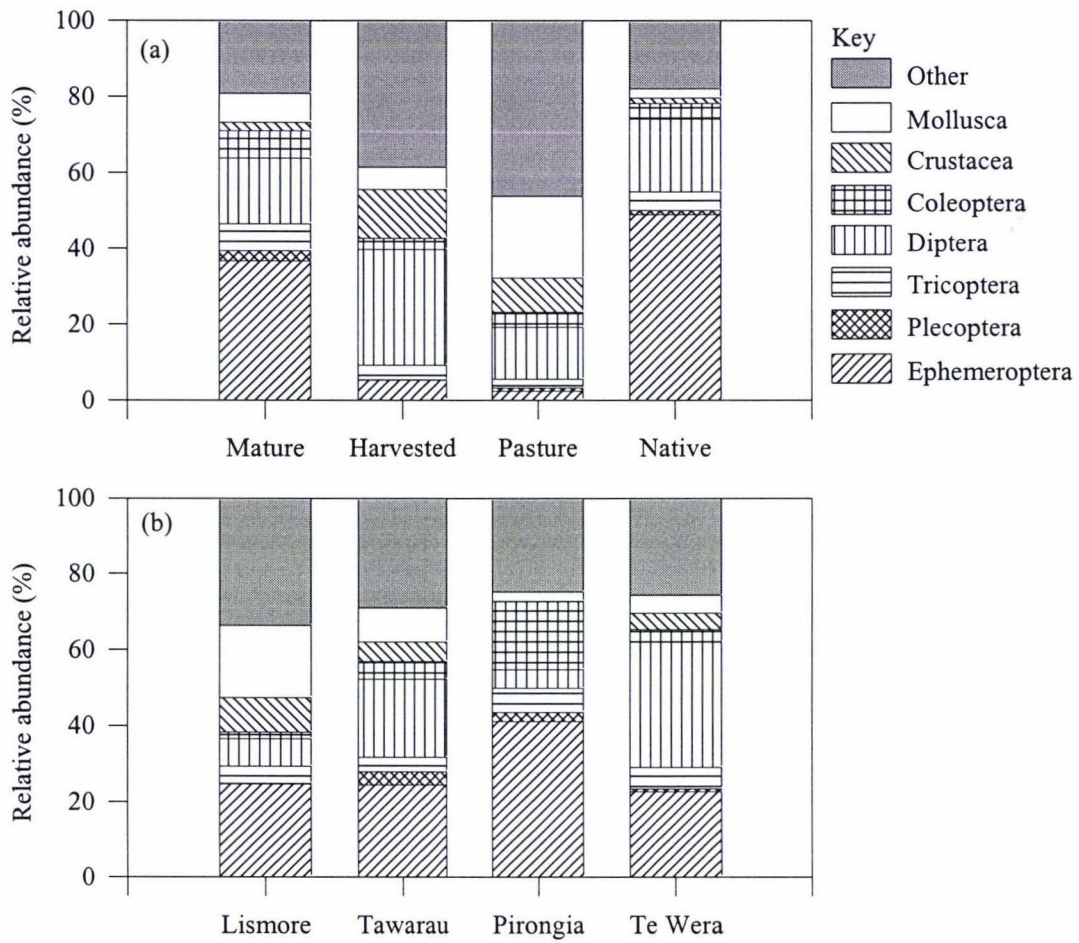 100
80
60
40
20
0
Relative abundance (%)
(a)
Mature Harvested Pasture Native
Key
Other
Mollusca
Crustacea
Coleoptera
Diptera
Tricoptera
Plecoptera
Ephemeroptera
100
80
60
40
20
0
Relative abundance (%)
(b)
Lismore Tawarau Pirongia Te Wera